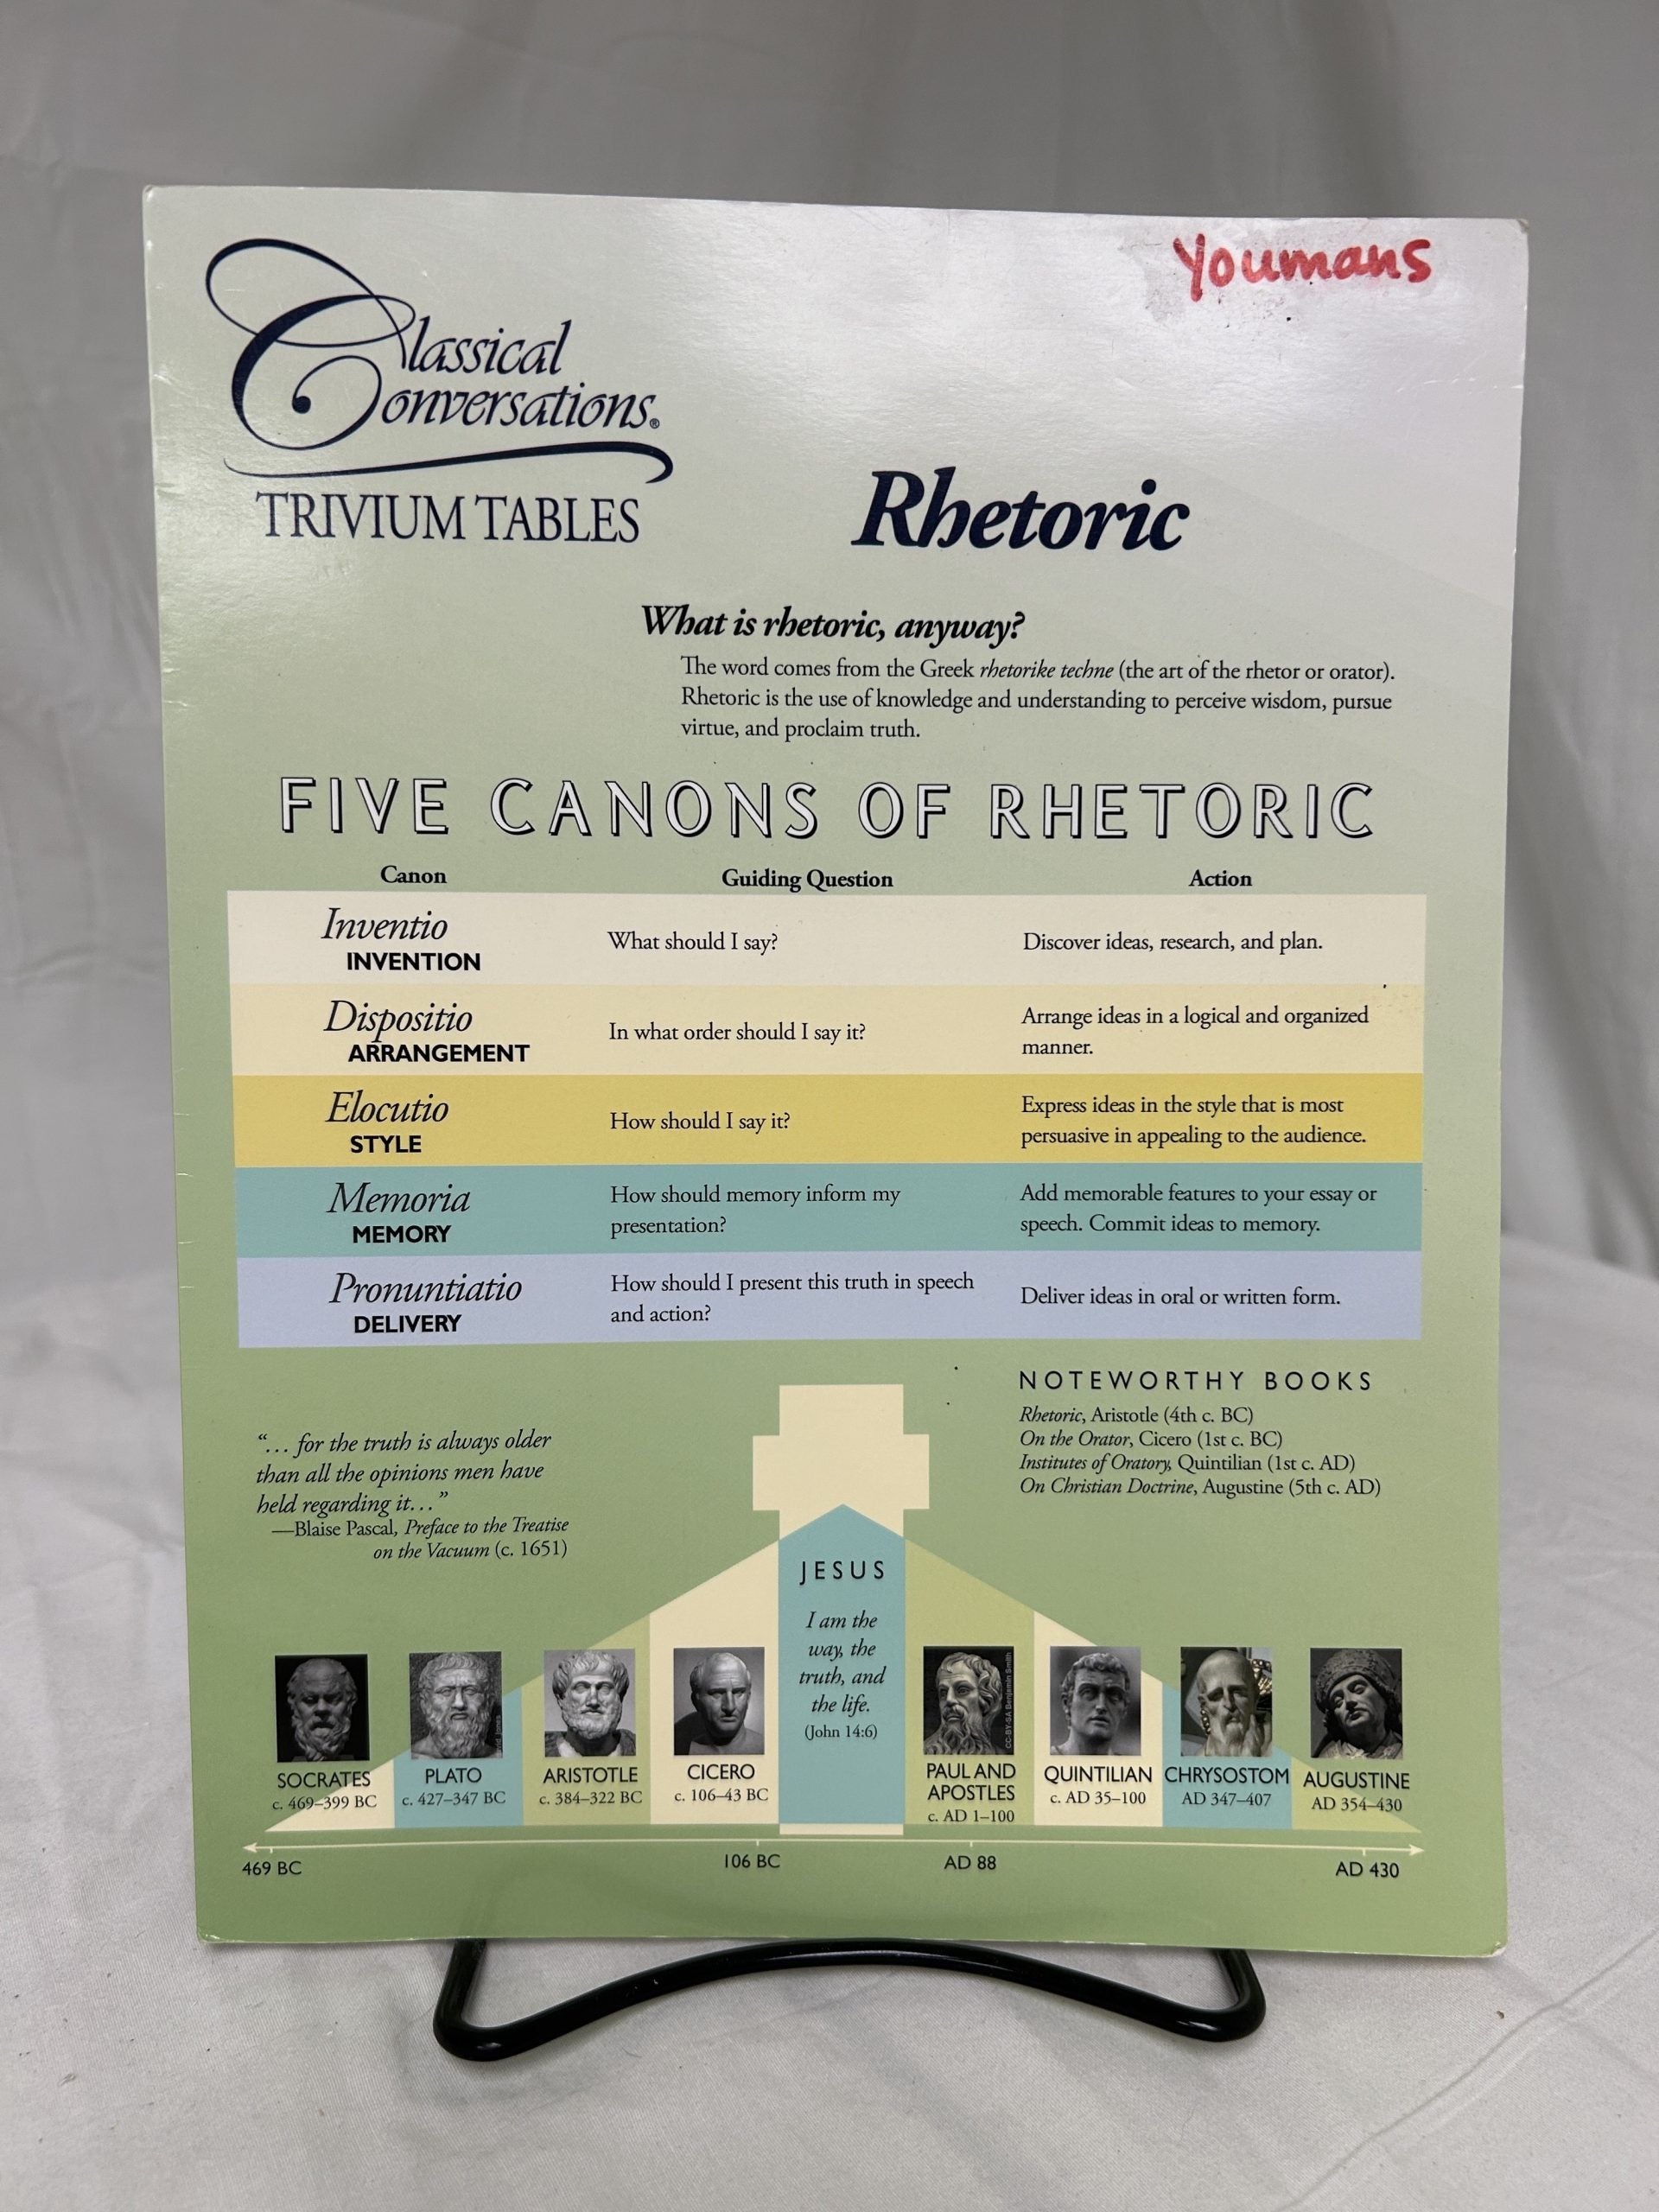 Youmans
Classical
Conversations®
TRIVIUM TABLES
Rhetoric
What is rhetoric, anyway?
The word comes from the Greek rhetorike techne (the art of the rhetor or orator).
Rhetoric is the use of knowledge and understanding to perceive wisdom, pursue
virtue, and proclaim truth.
FIVE CANONS OF RHETORIC
Canon Guiding Question Action
Inventio
INVENTION
What should I say?
Discover ideas, research, and plan.
Dispositio
ARRANGEMENT
In what order should I say it?
Arrange ideas in a logical and organized
manner.
Elocutio
STYLE
How should I say it?
Express ideas in the style that is most
persuasive in appealing to the audience.
Memoria
MEMORY
How should memory inform my
presentation?
Add memorable features to your essay or
speech. Commit ideas to memory.
Pronuntiatio
DELIVERY
How should I present this truth in speech
and action?
Deliver ideas in oral or written form.
"… for the truth is always older
than all the opinions men have
held regarding it…"
—Blaise Pascal, Preface to the Treatise
on the Vacuum (c. 1651)
NOTEWORTHY BOOKS
Rhetoric, Aristotle (4th c. BC)
On the Orator, Cicero (1st c. BC)
Institutes of Oratory, Quintilian (1st c. AD)
On Christian Doctrine, Augustine (5th c. AD)
JESUS
I am the
way, the
truth, and
the life.
(John 14:6)
SOCRATES
c. 469–399 BC
PLATO
c. 427–347 BC
ARISTOTLE
c. 384–322 BC
CICERO
c. 106–43 BC
CC-BY-SA Benjamin Smith
PAUL AND
APOSTLES
c. AD 1–100
QUINTILIAN
c. AD 35–100
CHRYSOSTOM
AD 347–407
AUGUSTINE
AD 354–430
469 BC 106 BC AD 88 AD 430